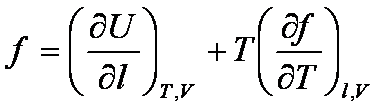 f = (∂U/∂l)_{T,V} + T(∂f/∂T)_{l,V}